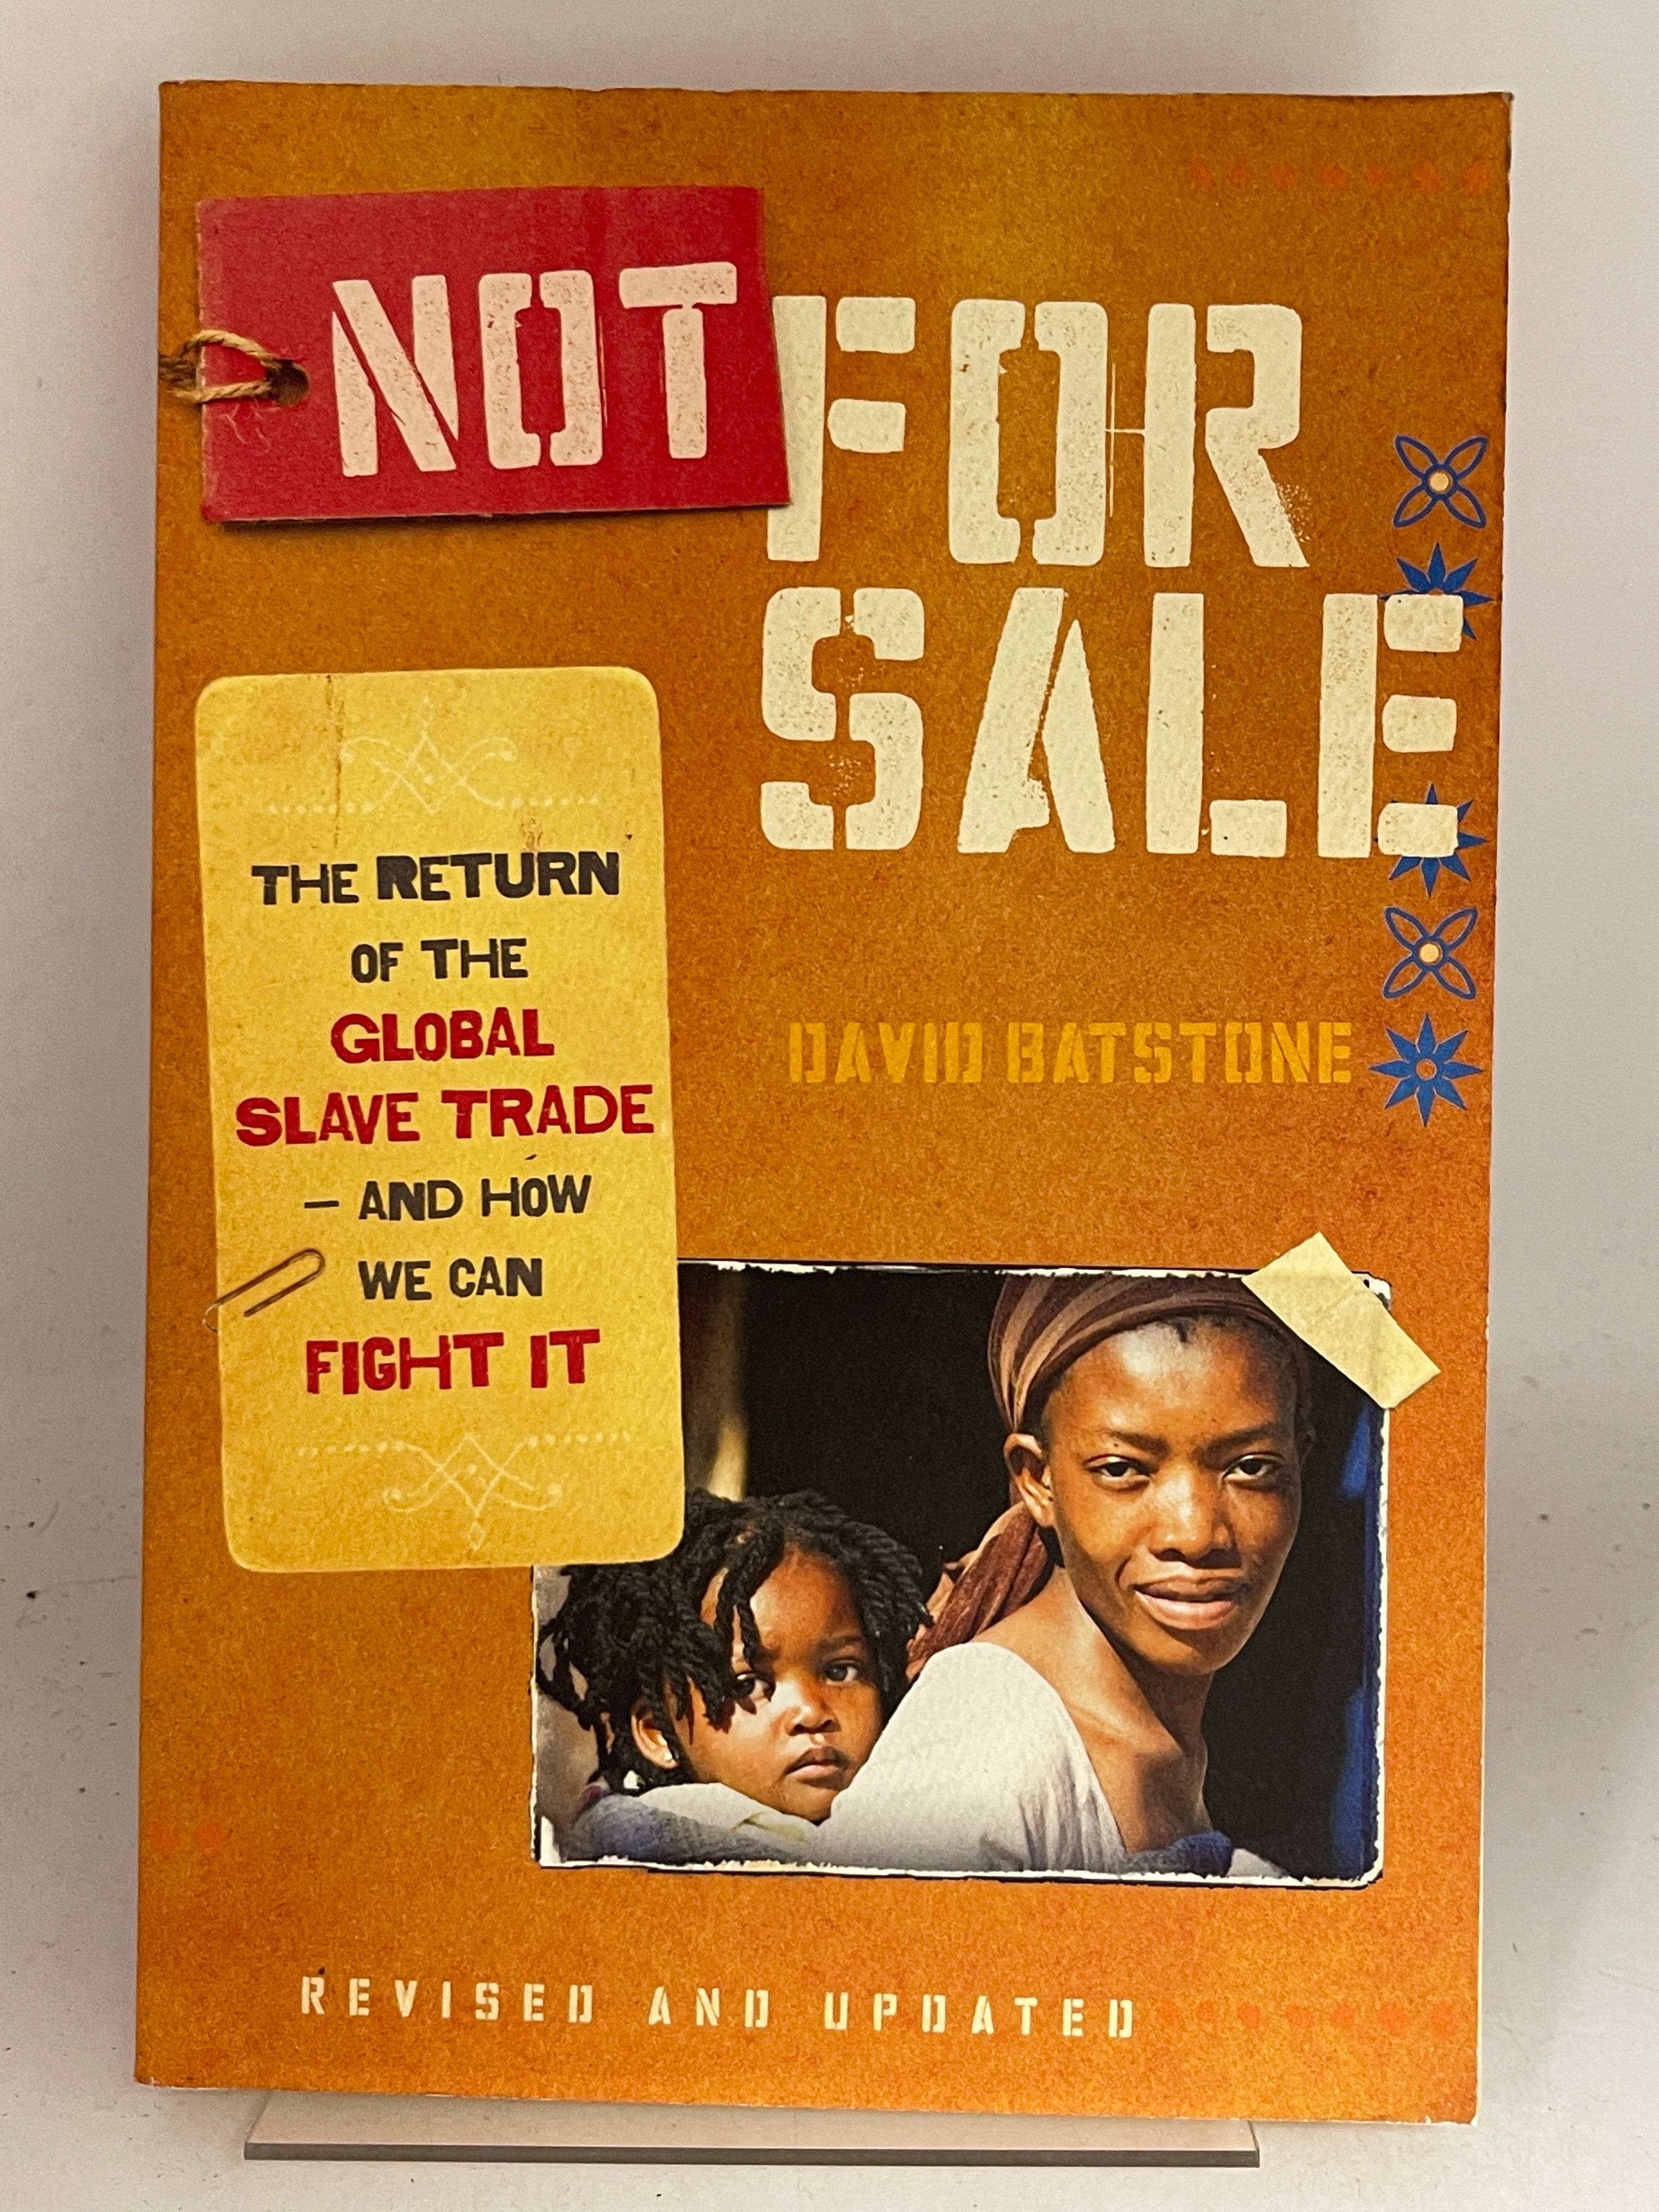 NOT FOR
SALE
THE RETURN
OF THE
GLOBAL
SLAVE TRADE
– AND HOW
WE CAN
FIGHT IT
DAVID BATSTONE
REVISED AND UPDATED